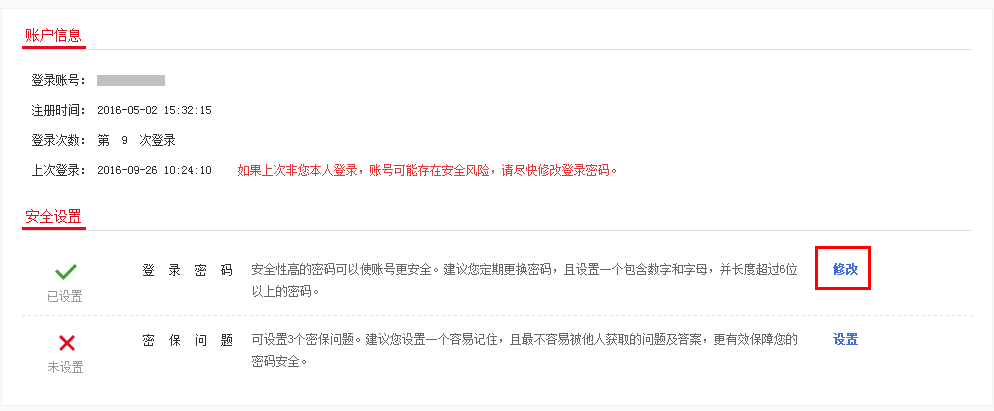 账户信息
登录账号：
注册时间： 2016-05-02 15:32:15
登录次数： 第 9 次登录
上次登录： 2016-09-26 10:24:10 如果上次非您本人登录，账号可能存在安全风险，请尽快修改登录密码。
安全设置
已设置
登录密码
安全性高的密码可以使账号更安全。建议您定期更换密码，且设置一个包含数字和字母，并长度超过6位
以上的密码。
修改
未设置
密保问题
可设置3个密保问题。建议您设置一个容易记住，且最不容易被他人获取的问题及答案，更有效保障您的
密码安全。
设置